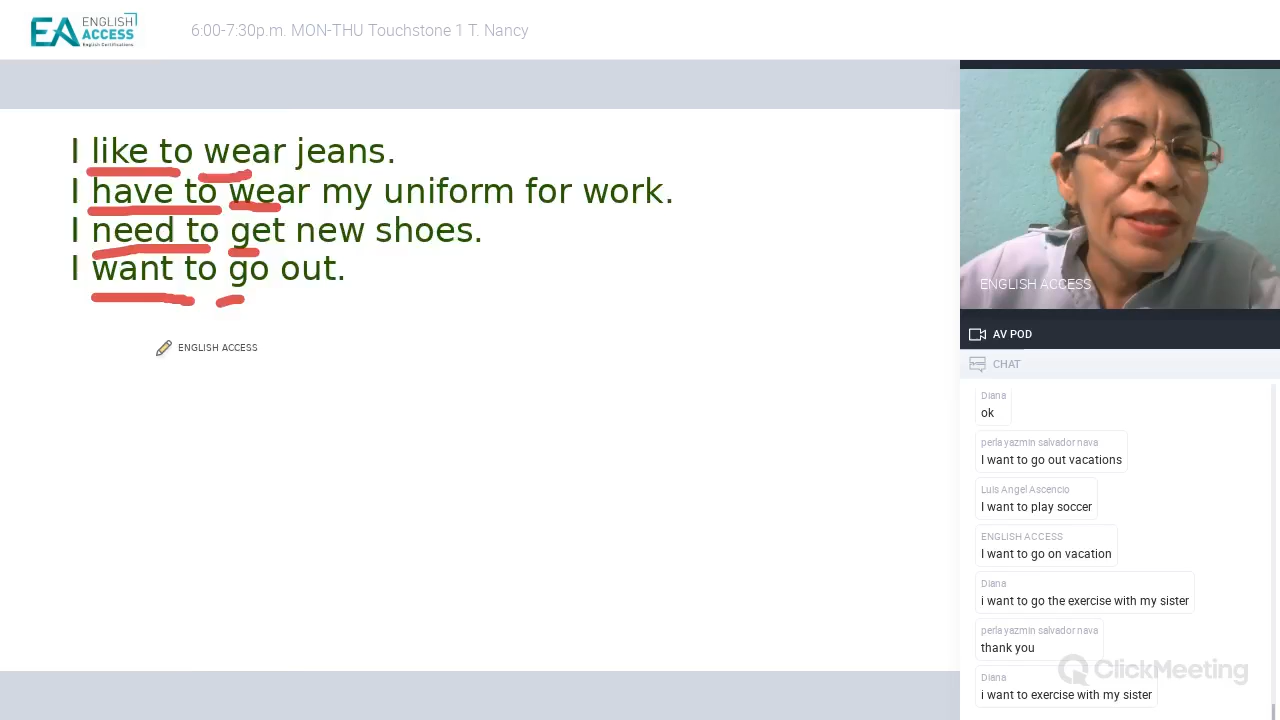 EA ENGLISH
ACCESS
English Certifications
6:00-7:30p.m. MON-THU Touchstone 1 T. Nancy
I like to wear jeans.
I have to wear my uniform for work.
I need to get new shoes.
I want to go out.
ENGLISH ACCESS
ENGLISH ACCESS
AV POD
CHAT
Diana
ok
perla yazmin salvador nava
I want to go out vacations
Luis Angel Ascencio
I want to play soccer
ENGLISH ACCESS
I want to go on vacation
Diana
i want to go the exercise with my sister
perla yazmin salvador nava
thank you
ClickMeeting
Diana
i want to exercise with my sister